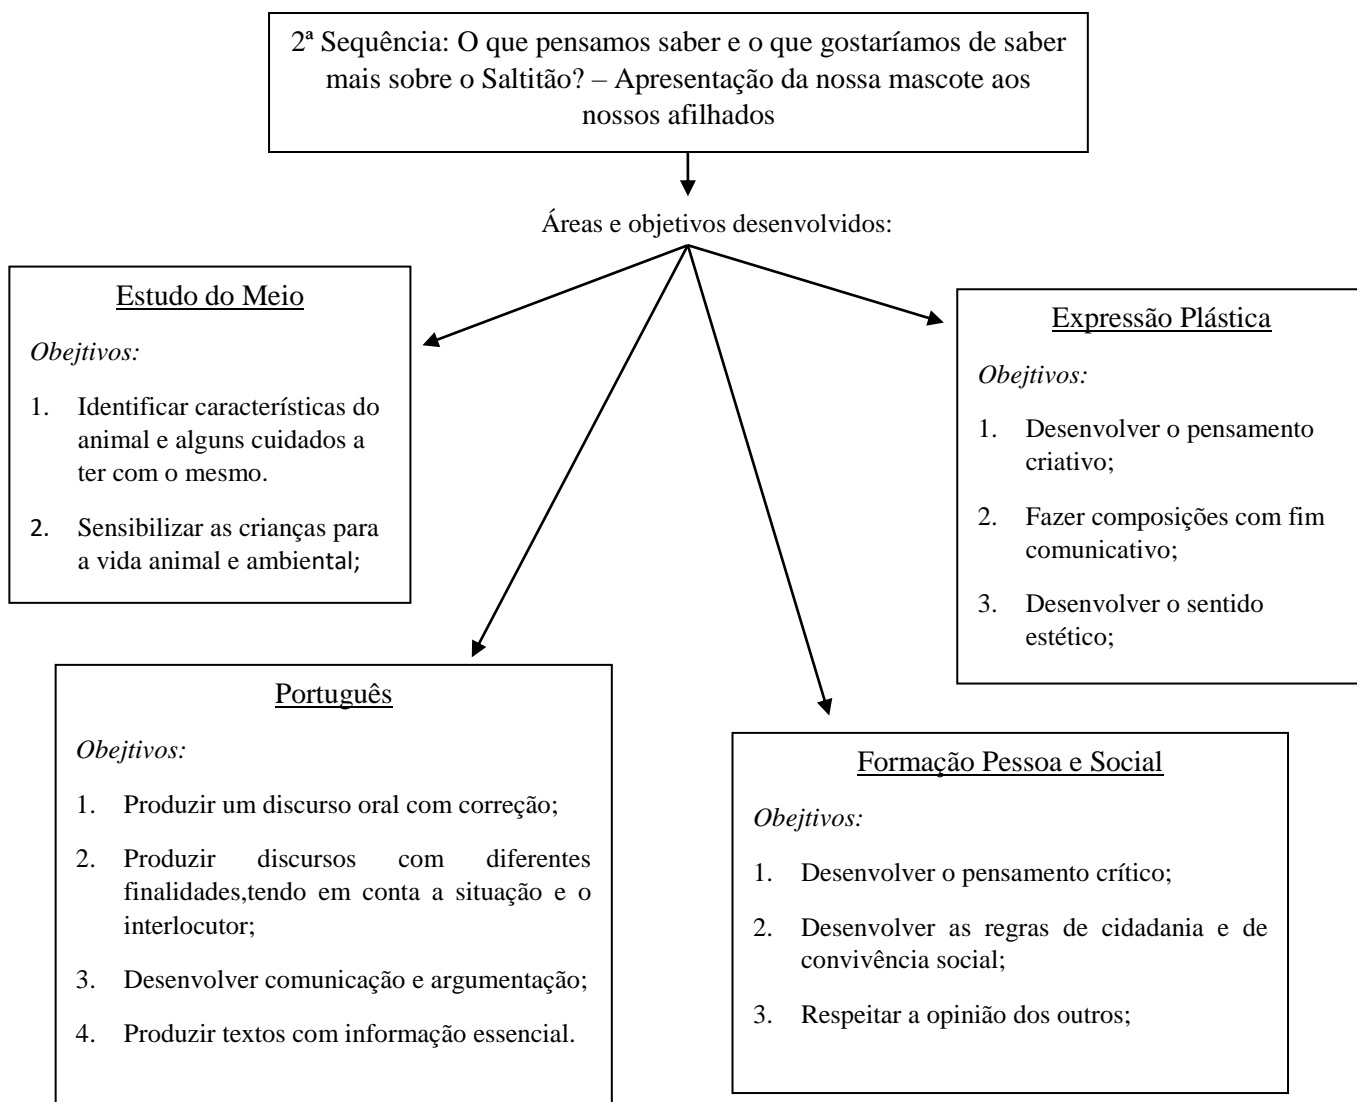 2ª Sequência: O que pensamos saber e o que gostaríamos de saber
mais sobre o Saltitão? – Apresentação da nossa mascote aos
nossos afilhados
Áreas e objetivos desenvolvidos:
Estudo do Meio
Obejtivos:
1. Identificar características do
animal e alguns cuidados a
ter com o mesmo.
2. Sensibilizar as crianças para
a vida animal e ambiental;
Expressão Plástica
Obejtivos:
1. Desenvolver o pensamento
criativo;
2. Fazer composições com fim
comunicativo;
3. Desenvolver o sentido
estético;
Português
Obejtivos:
1. Produzir um discurso oral com correção;
2. Produzir discursos com diferentes
finalidades,tendo em conta a situação e o
interlocutor;
3. Desenvolver comunicação e argumentação;
4. Produzir textos com informação essencial.
Formação Pessoa e Social
Obejtivos:
1. Desenvolver o pensamento crítico;
2. Desenvolver as regras de cidadania e de
convivência social;
3. Respeitar a opinião dos outros;